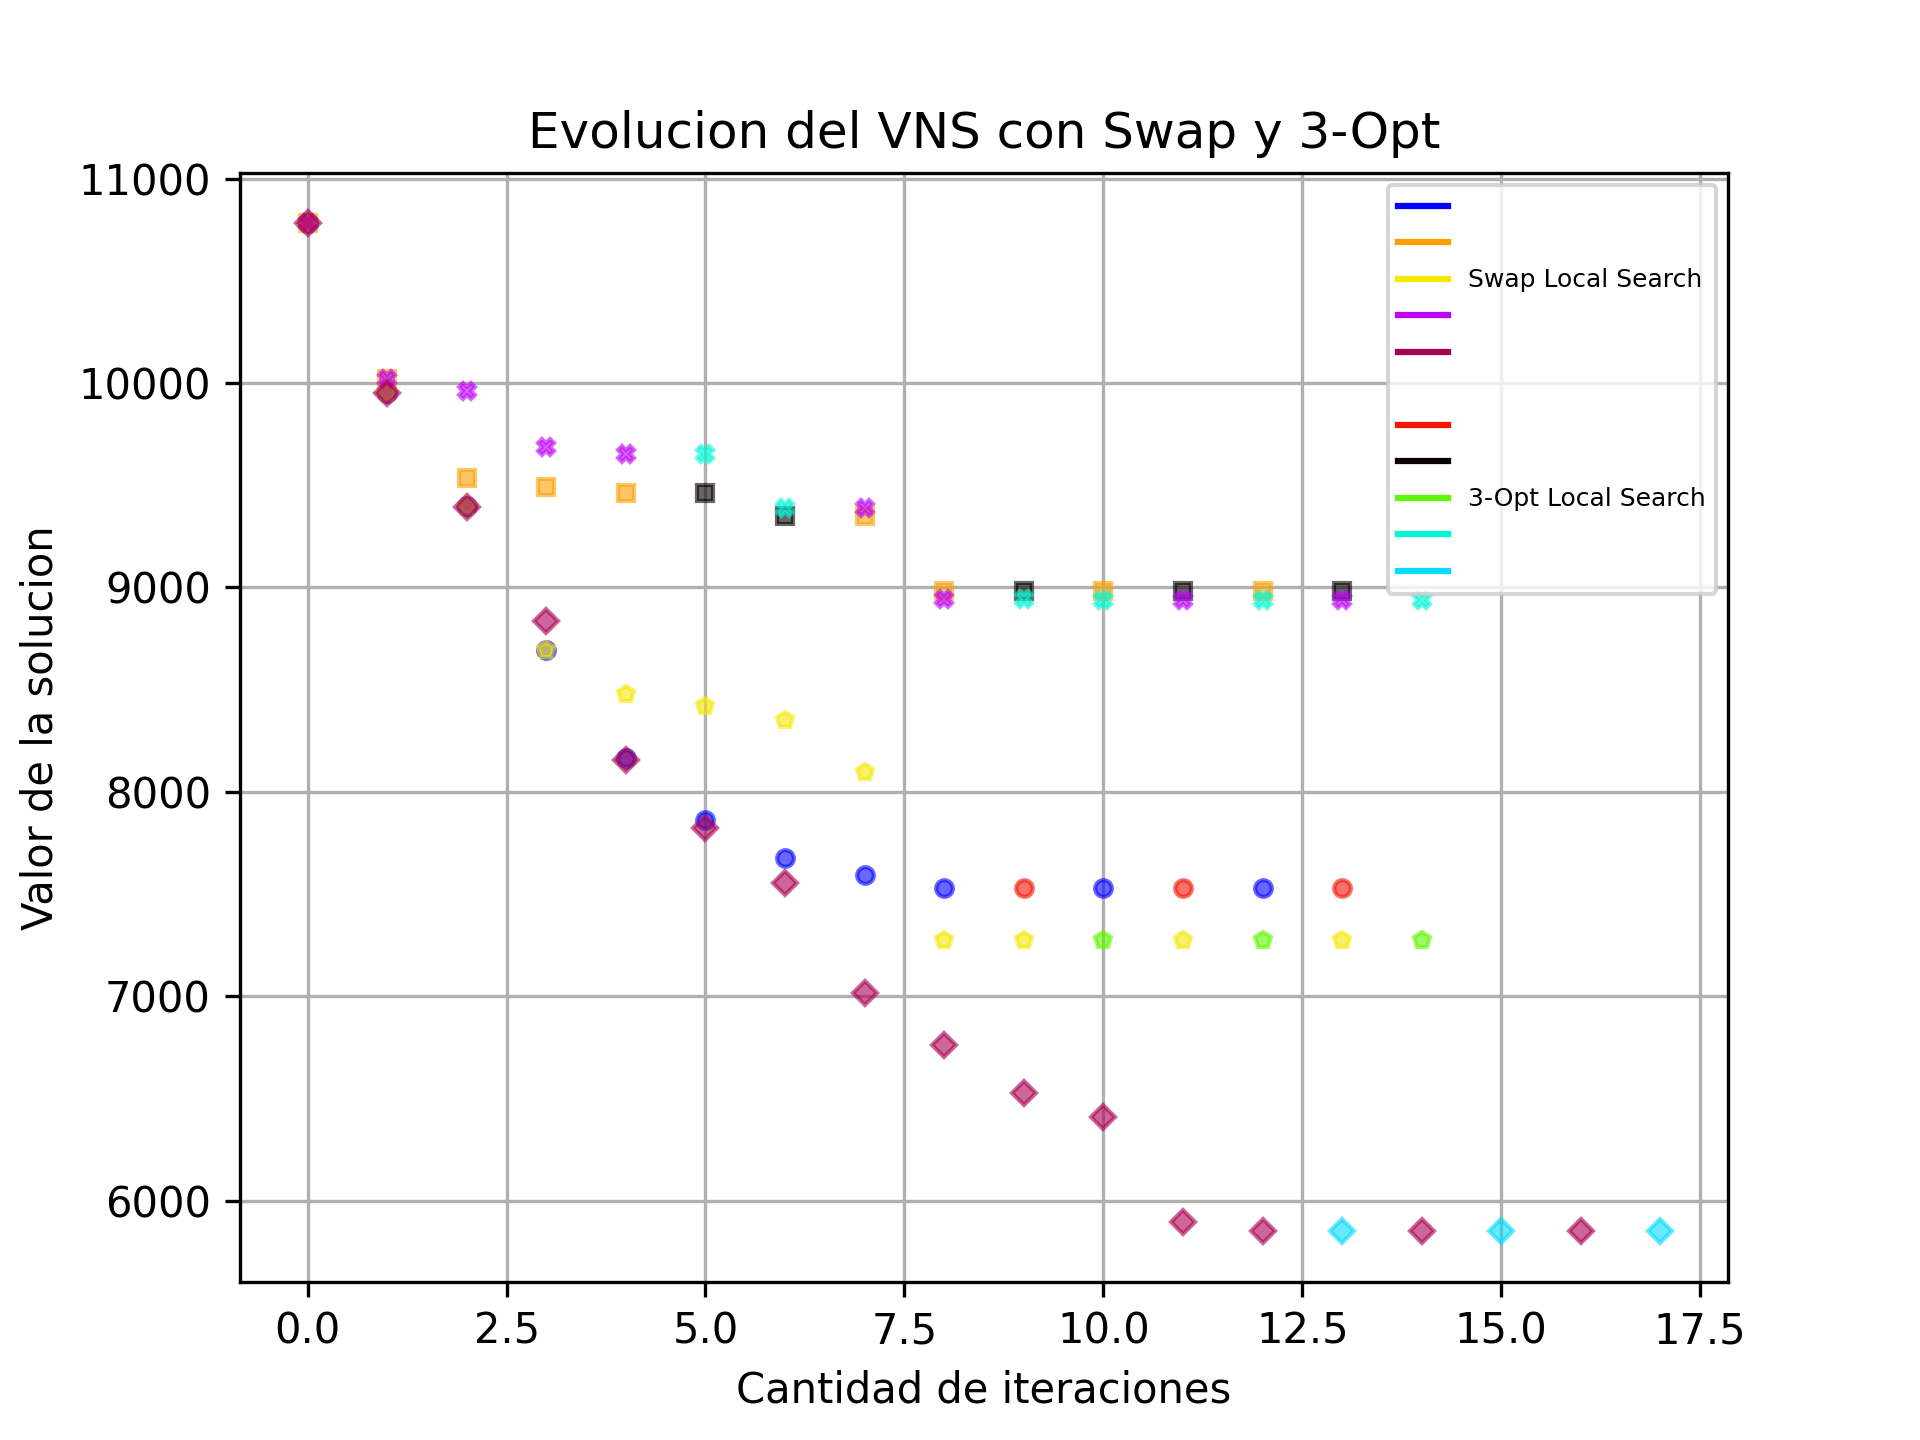 Evolucion del VNS con Swap y 3-Opt
11000
10000
9000
8000
7000
6000
Valor de la solucion
Swap Local Search
3-Opt Local Search
0.0 2.5 5.0 7.5 10.0 12.5 15.0 17.5
Cantidad de iteraciones